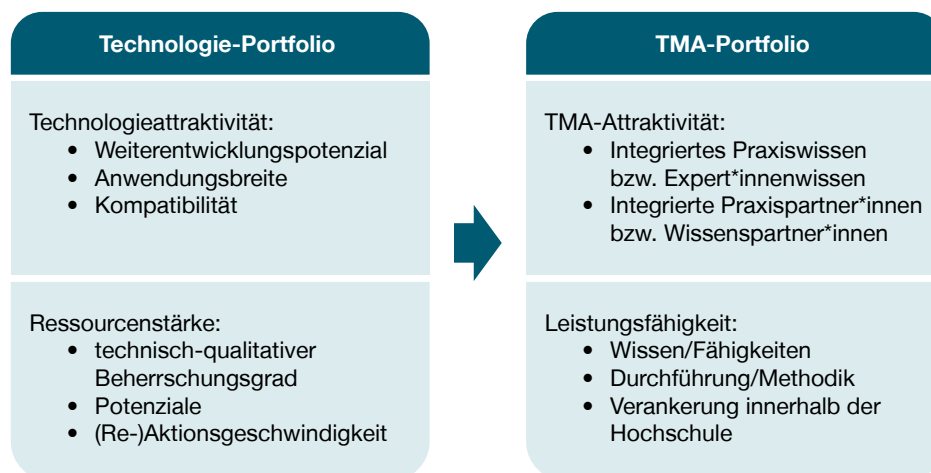 Technologie-Portfolio
Technologieattraktivität:
• Weiterentwicklungspotenzial
• Anwendungsbreite
• Kompatibilität
Ressourcenstärke:
• technisch-qualitativer
Beherrschungsgrad
• Potenziale
• (Re-)Aktionsgeschwindigkeit
TMA-Portfolio
TMA-Attraktivität:
• Integriertes Praxiswissen
bzw. Expert*innenwissen
• Integrierte Praxispartner*innen
bzw. Wissenspartner*innen
Leistungsfähigkeit:
• Wissen/Fähigkeiten
• Durchführung/Methodik
• Verankerung innerhalb der
Hochschule